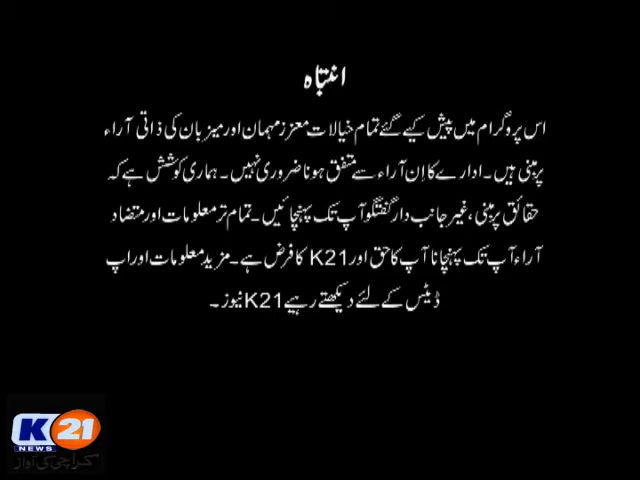 انتباہ
اس پروگرام میں پیش کیے گئے تمام خیالات معزز مہمان اور میزبان کی ذاتی آراء
پر مبنی ہیں۔ ادارے کا اِن آراء سے متفق ہونا ضروری نہیں۔ ہماری کوشش ہے کہ
حقائق پر مبنی، غیر جانب دار گفتگو آپ تک پہنچائیں۔ تمام تر معلومات اور متضاد
آراء آپ تک پہنچانا آپ کا حق اور K21 کا فرض ہے۔ مزید معلومات اور اپ
ڈیٹس کے لئے دیکھتے رہیے K21 نیوز۔
K21
NEWS
کراچی کی آواز